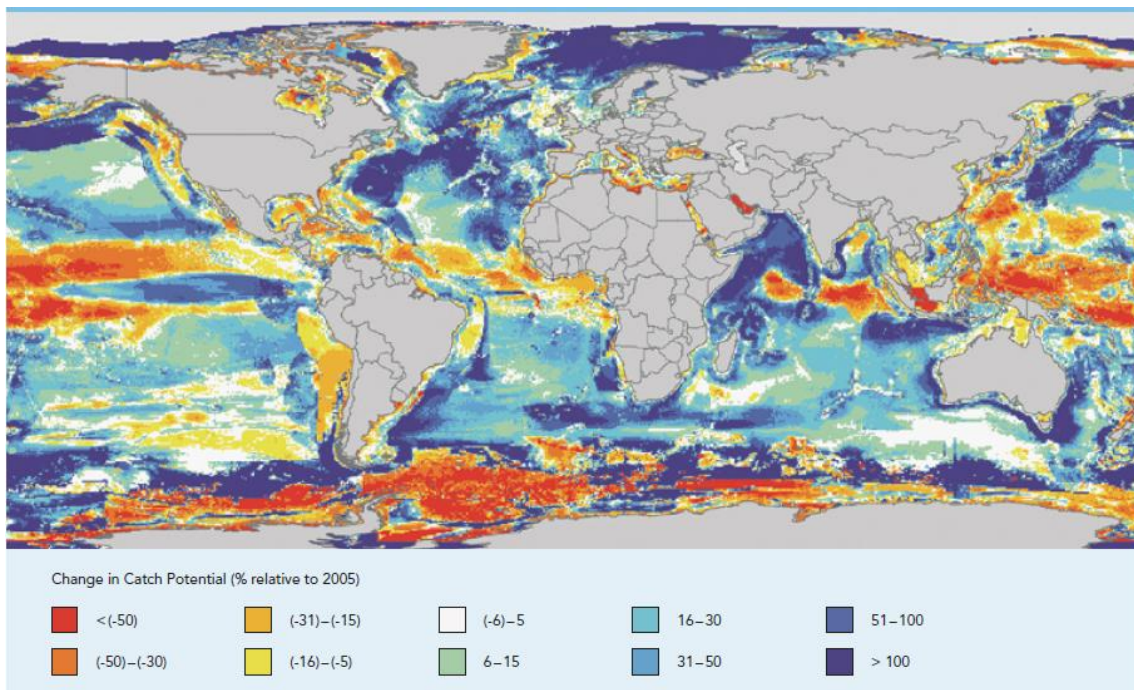 Change in Catch Potential (% relative to 2005)
<(-50) (-31)–(-15) (-6)–5 16–30 51–100
(-50)–(-30) (-16)–(-5) 6–15 31–50 > 100